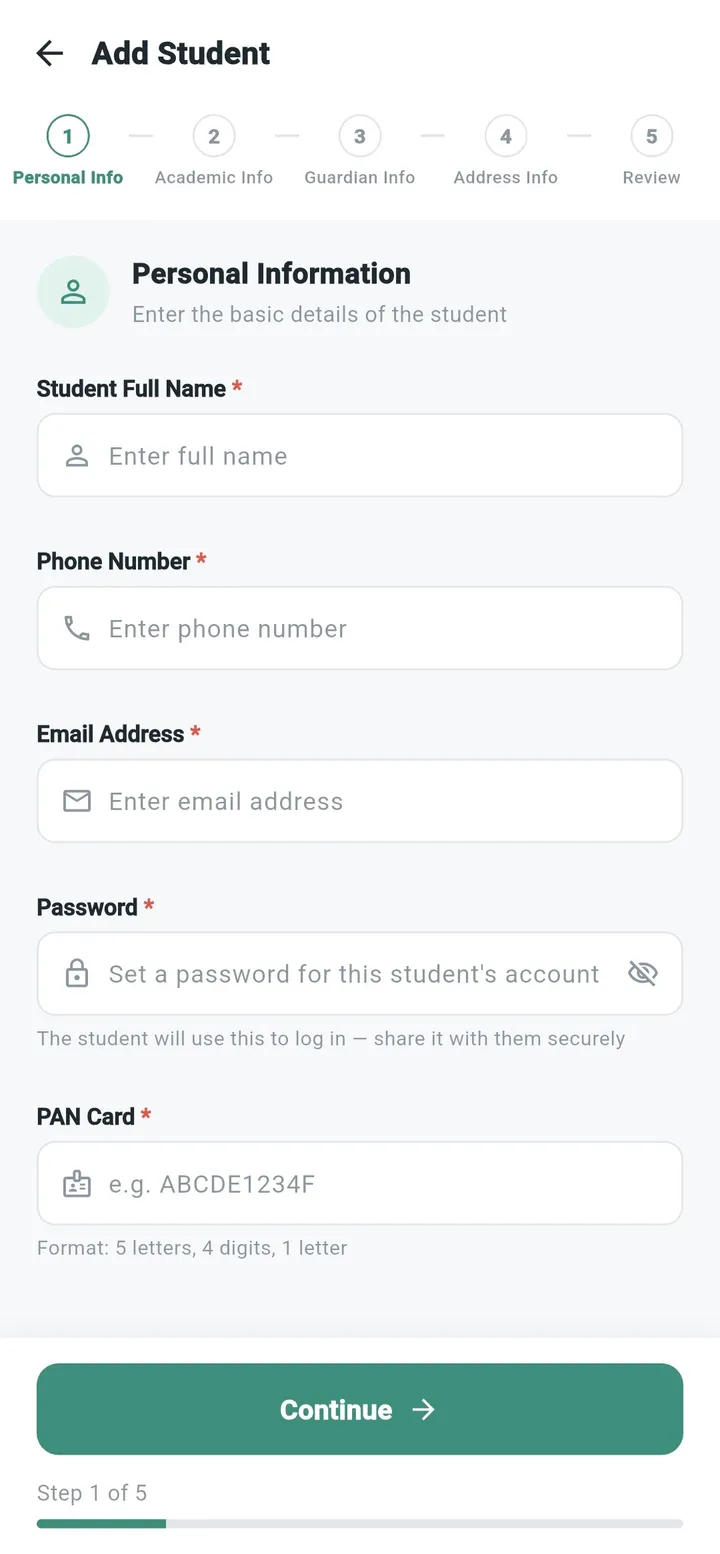 Add Student
1 2 3 4 5
Personal Info Academic Info Guardian Info Address Info Review
Personal Information
Enter the basic details of the student
Student Full Name *
Enter full name
Phone Number *
Enter phone number
Email Address *
Enter email address
Password *
Set a password for this student's account
The student will use this to log in — share it with them securely
PAN Card *
e.g. ABCDE1234F
Format: 5 letters, 4 digits, 1 letter
Continue
Step 1 of 5